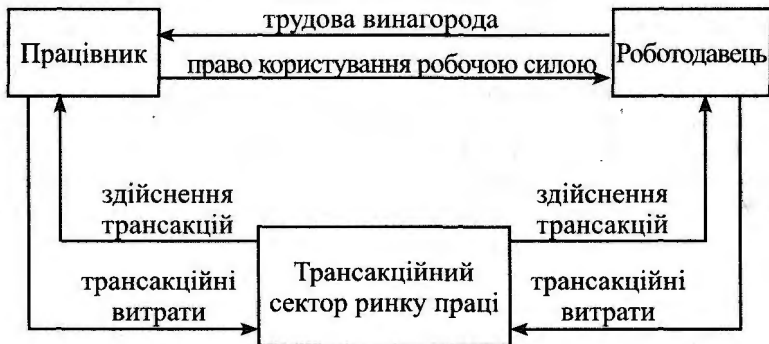 трудова винагорода
Працівник
Роботодавець
право користування робочою силою
здійснення
трансакцій
здійснення
трансакцій
Трансакційний
сектор ринку праці
трансакційні
витрати
трансакційні
витрати